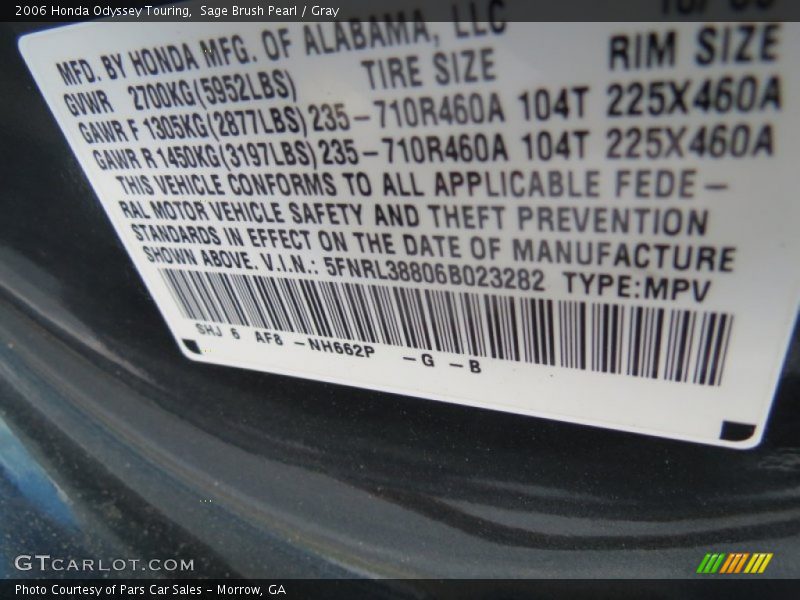 2006 Honda Odyssey Touring, Sage Brush Pearl / Gray
MFD. BY HONDA MFG. OF ALABAMA, LLC
GVWR 2700KG(5952LBS) TIRE SIZE RIM SIZE
GAWR F 1305KG(2877LBS) 235-710R460A 104T 225X460A
GAWR R 1450KG(3197LBS) 235-710R460A 104T 225X460A
THIS VEHICLE CONFORMS TO ALL APPLICABLE FEDE-
RAL MOTOR VEHICLE SAFETY AND THEFT PREVENTION
STANDARDS IN EFFECT ON THE DATE OF MANUFACTURE
SHOWN ABOVE. V.I.N.: 5FNRL38806B023282 TYPE:MPV
SHJ 6 AF8 -NH662P -G -B
GTCARLOT.COM
Photo Courtesy of Pars Car Sales - Morrow, GA